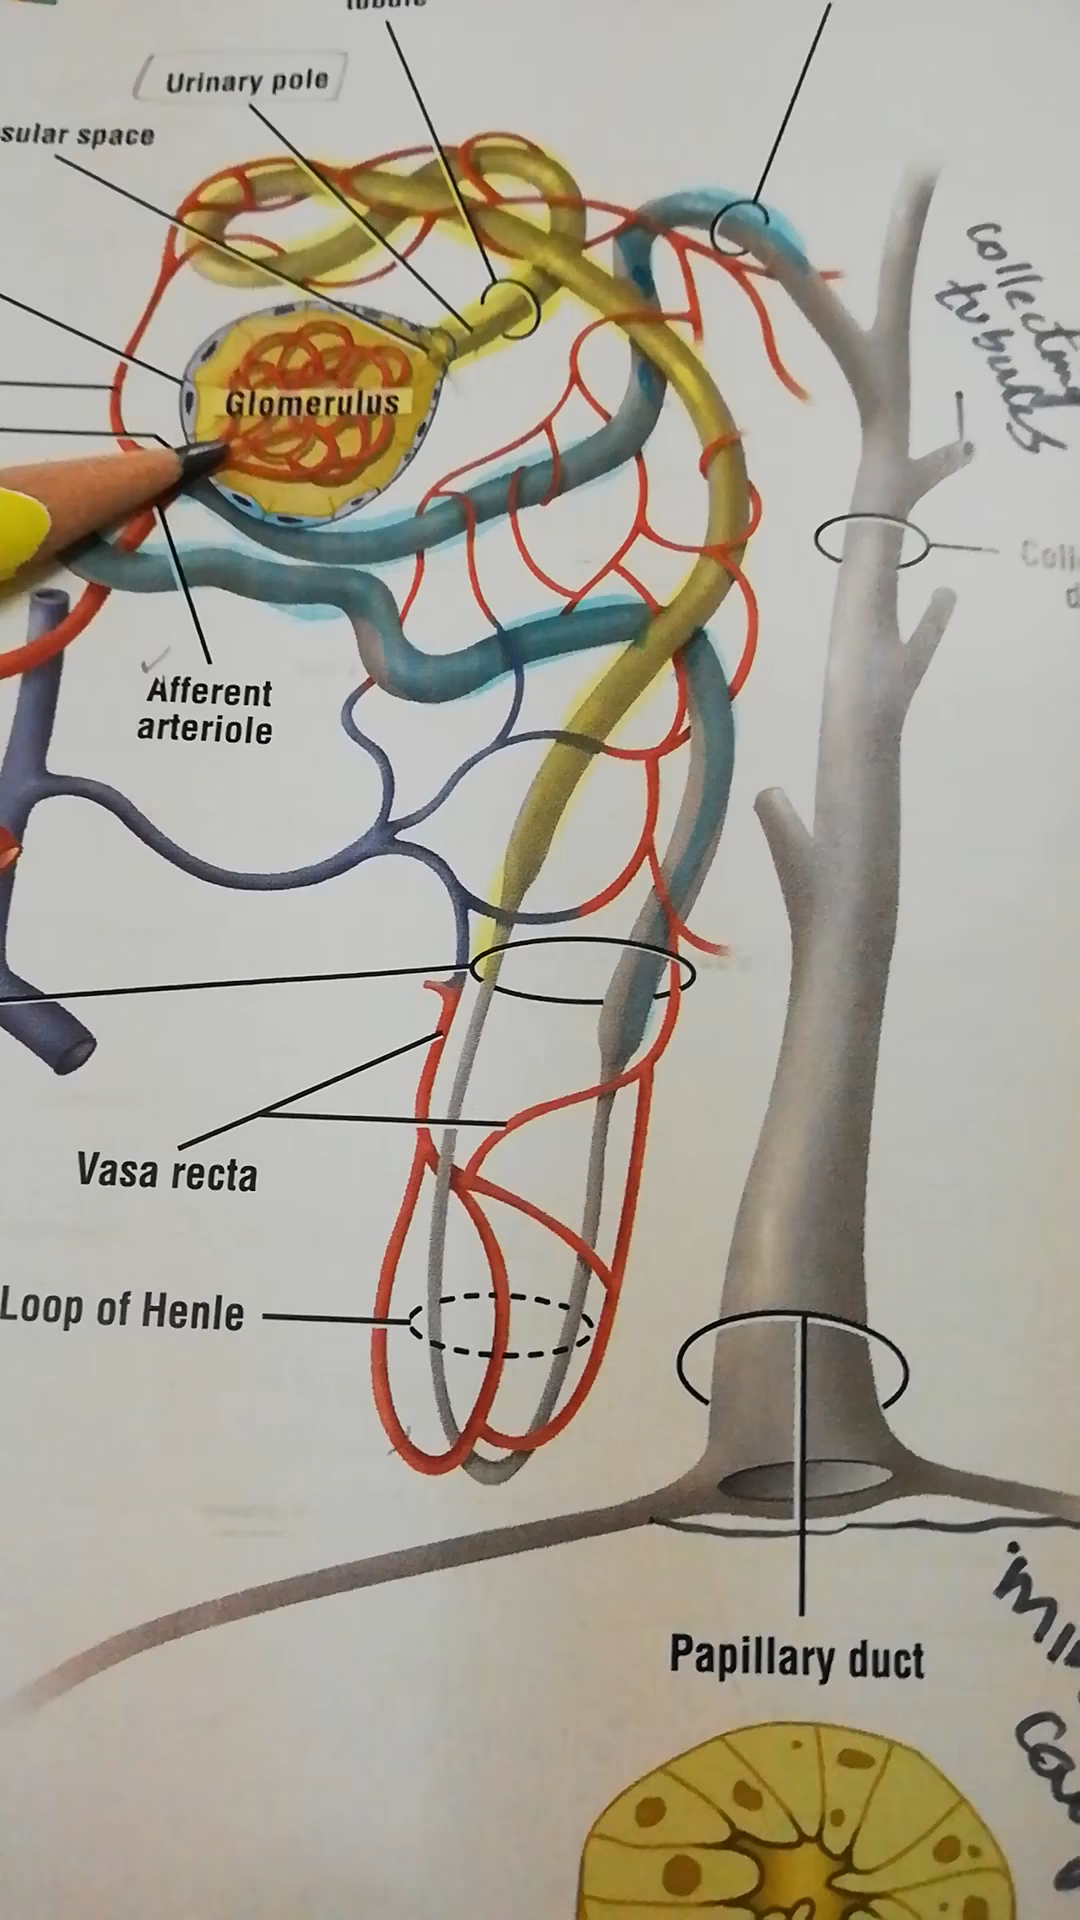 Urinary pole
sular space
collecting
tubules
Glomerulus
Afferent
arteriole
Vasa recta
Loop of Henle
Papillary duct